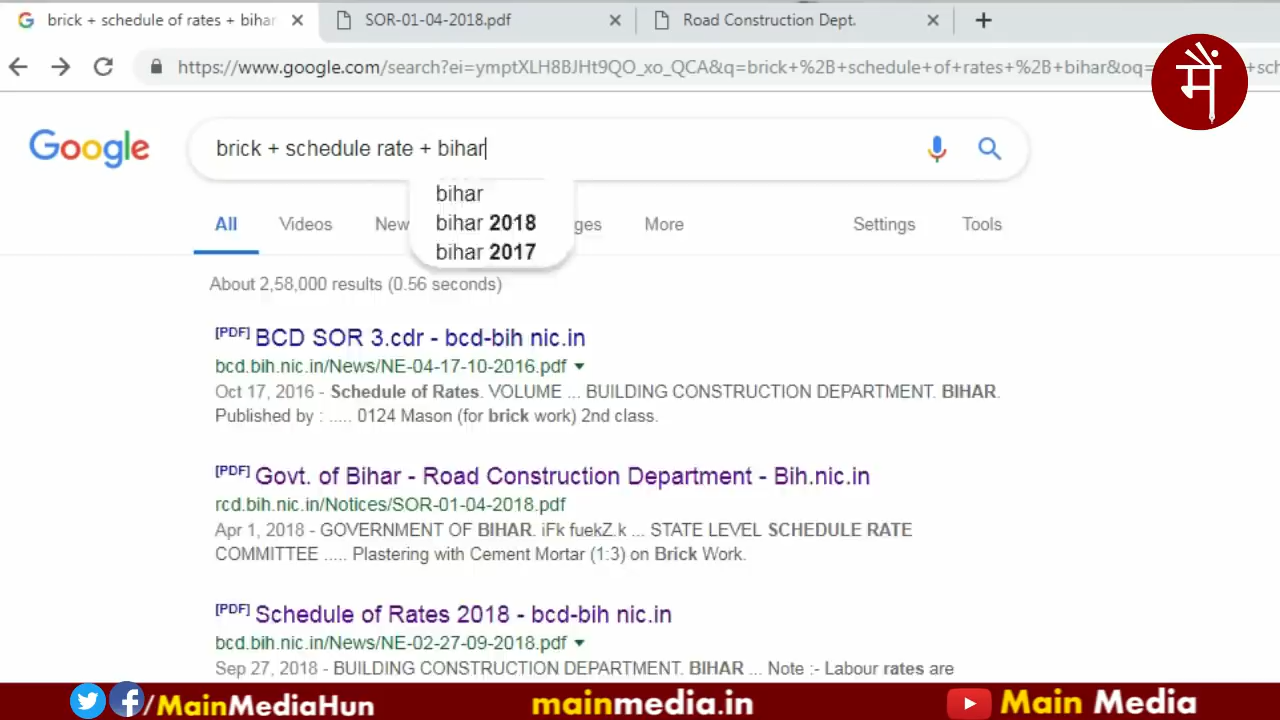 brick + schedule of rates + bihar
SOR-01-04-2018.pdf
Road Construction Dept.
https://www.google.com/search?ei=ymptXLH8BJHt9QO_xo_QCA&q=brick+%2B+schedule+of+rates+%2B+bihar&oq=
में
Google
brick + schedule rate + bihar
bihar
bihar 2018
bihar 2017
All Videos New ges More Settings Tools
About 2,58,000 results (0.56 seconds)
[PDF] BCD SOR 3.cdr - bcd-bih nic.in
bcd.bih.nic.in/News/NE-04-17-10-2016.pdf
Oct 17, 2016 - Schedule of Rates. VOLUME ... BUILDING CONSTRUCTION DEPARTMENT. BIHAR.
Published by : ..... 0124 Mason (for brick work) 2nd class.
[PDF] Govt. of Bihar - Road Construction Department - Bih.nic.in
rcd.bih.nic.in/Notices/SOR-01-04-2018.pdf
Apr 1, 2018 - GOVERNMENT OF BIHAR. iFk fuekZ.k ... STATE LEVEL SCHEDULE RATE
COMMITTEE ..... Plastering with Cement Mortar (1:3) on Brick Work.
[PDF] Schedule of Rates 2018 - bcd-bih nic.in
bcd.bih.nic.in/News/NE-02-27-09-2018.pdf
Sep 27, 2018 - BUILDING CONSTRUCTION DEPARTMENT. BIHAR ... Note :- Labour rates are
/MainMediaHun
mainmedia.in
Main Media